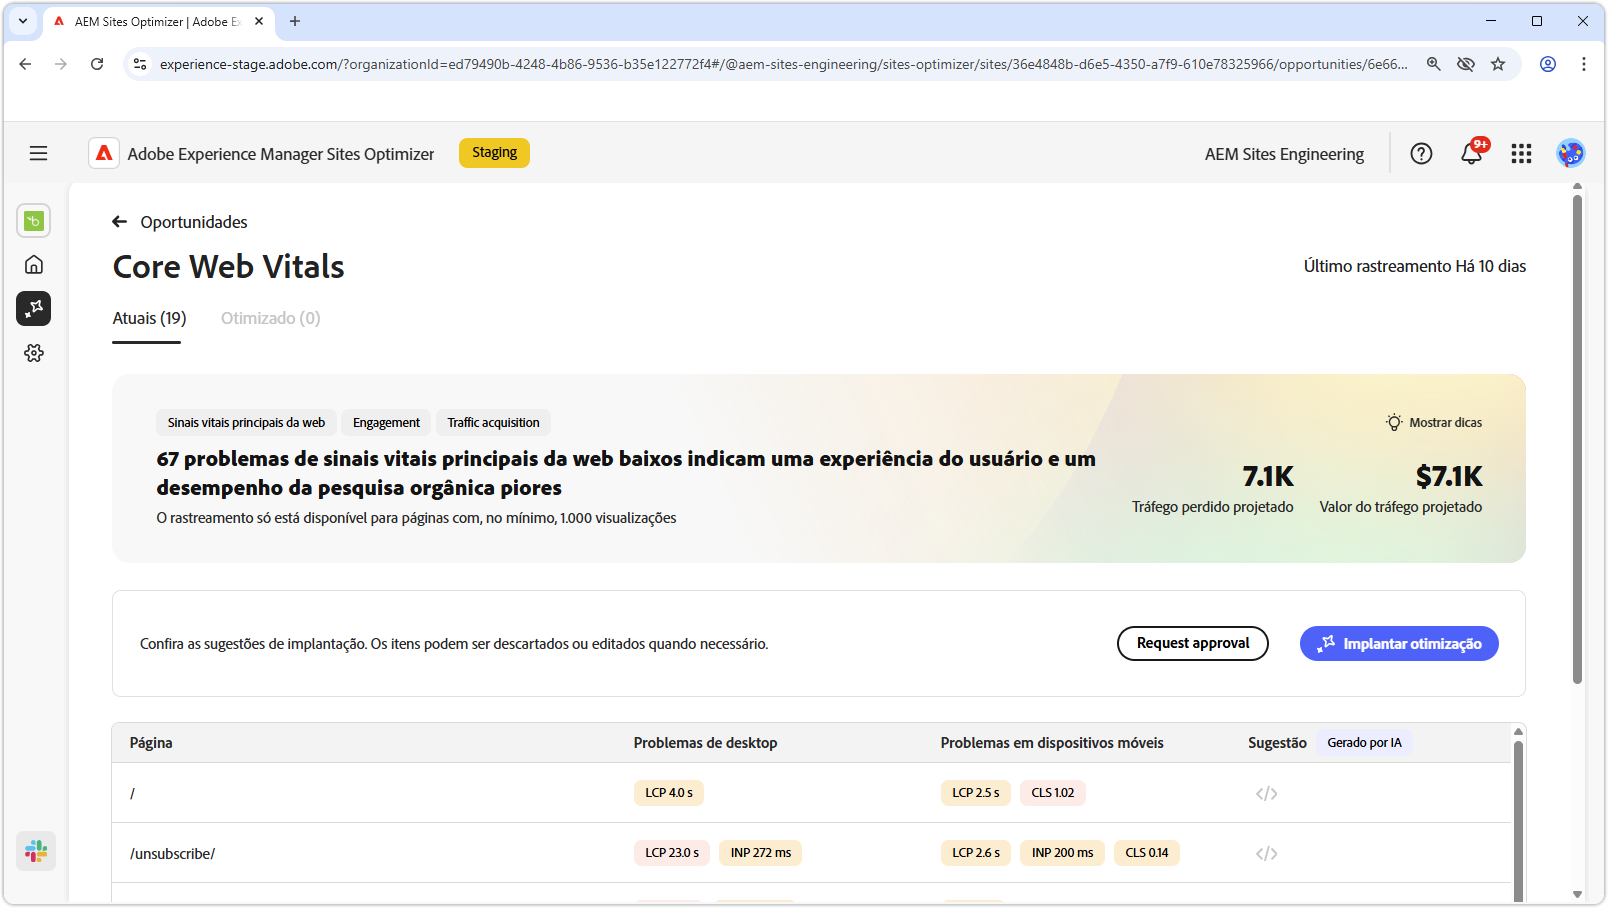 AEM Sites Optimizer | Adobe Ex
experience-stage.adobe.com/?organizationId=ed79490b-4248-4b86-9536-b35e122772f4#/@aem-sites-engineering/sites-optimizer/sites/36e4848b-d6e5-4350-a7f9-610e78325966/opportunities/6e66...
Adobe Experience Manager Sites Optimizer
Staging
AEM Sites Engineering
9+
Oportunidades
Core Web Vitals
Último rastreamento Há 10 dias
Atuais (19)
Otimizado (0)
Sinais vitais principais da web
Engagement
Traffic acquisition
Mostrar dicas
67 problemas de sinais vitais principais da web baixos indicam uma experiência do usuário e um
desempenho da pesquisa orgânica piores
O rastreamento só está disponível para páginas com, no mínimo, 1.000 visualizações
7.1K
Tráfego perdido projetado
$7.1K
Valor do tráfego projetado
Confira as sugestões de implantação. Os itens podem ser descartados ou editados quando necessário.
Request approval
Implantar otimização
Página
Problemas de desktop
Problemas em dispositivos móveis
Sugestão
Gerado por IA
/
LCP 4.0 s
LCP 2.5 s
CLS 1.02
/unsubscribe/
LCP 23.0 s
INP 272 ms
LCP 2.6 s
INP 200 ms
CLS 0.14